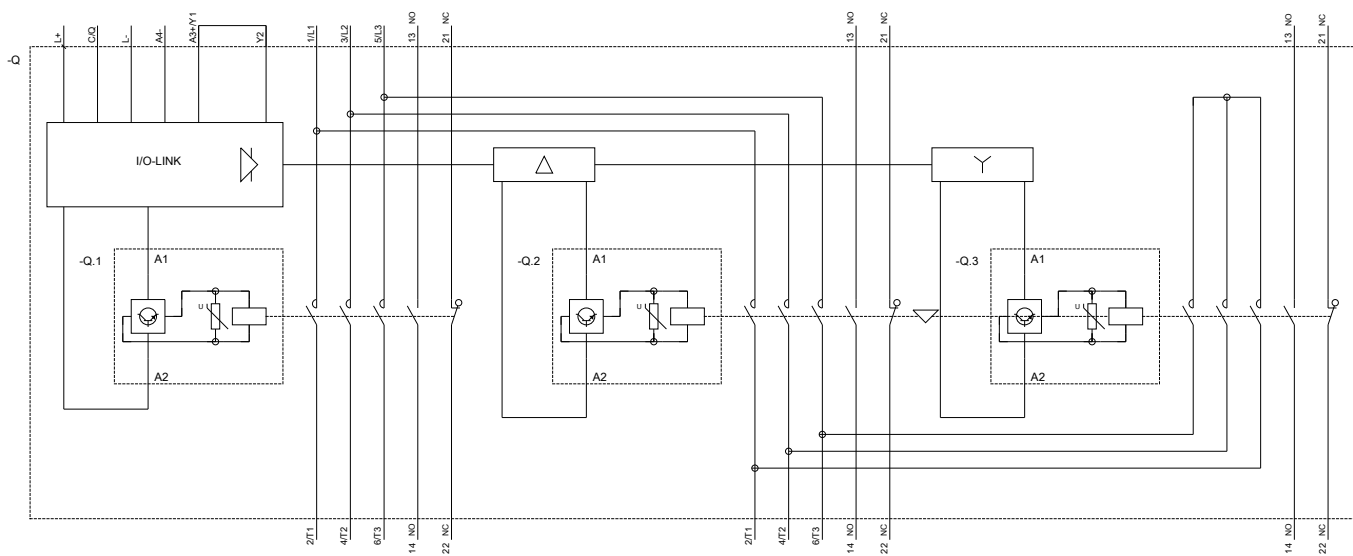 L+
C/Q
L-
A4-
A3+/Y1
Y2
1/L1
3/L2
5/L3
13 NO
21 NC
13 NO
21 NC
13 NO
21 NC
-Q
I/O-LINK
-Q.1
A1
-Q.2
A1
-Q.3
A1
U
U
U
A2
A2
A2
2/T1
4/T2
6/T3
14 NO
22 NC
2/T1
4/T2
6/T3
14 NO
22 NC
14 NO
22 NC